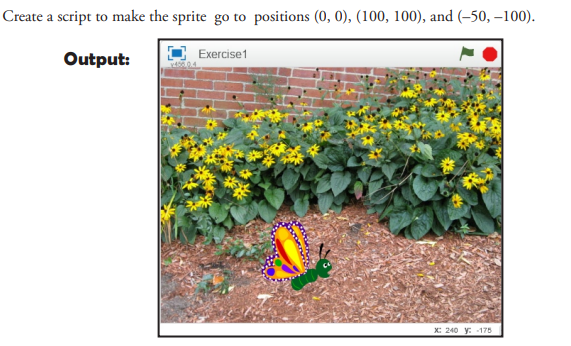 Create a script to make the sprite go to positions (0, 0), (100, 100), and (–50, –100).
Output:
Exercise1
v456.0.4
x: 240 y: -175